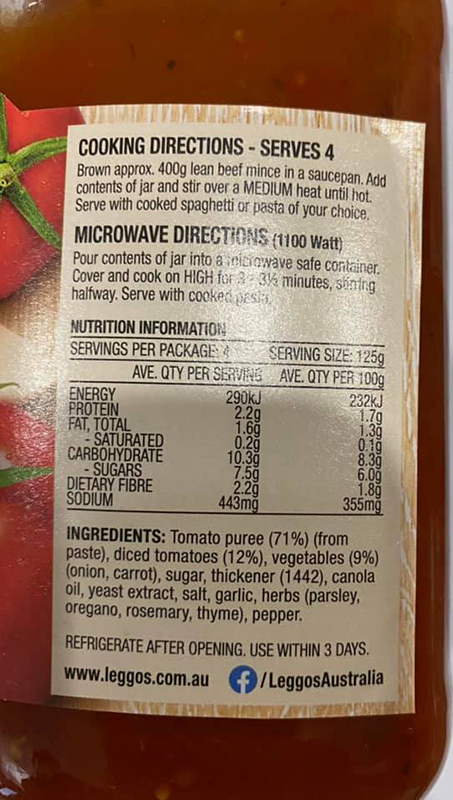 COOKING DIRECTIONS - SERVES 4
Brown approx. 400g lean beef mince in a saucepan. Add
contents of jar and stir over a MEDIUM heat until hot.
Serve with cooked spaghetti or pasta of your choice.
MICROWAVE DIRECTIONS (1100 Watt)
Pour contents of jar into a microwave safe container.
Cover and cook on HIGH for 3 - 3½ minutes, stirring
halfway. Serve with cooked pasta.
NUTRITION INFORMATION
SERVINGS PER PACKAGE: 4 SERVING SIZE: 125g
AVE. QTY PER SERVING AVE. QTY PER 100g
ENERGY 290kJ 232kJ
PROTEIN 2.2g 1.7g
FAT, TOTAL 1.6g 1.3g
- SATURATED 0.2g 0.1g
CARBOHYDRATE 10.3g 8.3g
- SUGARS 7.5g 6.0g
DIETARY FIBRE 2.2g 1.8g
SODIUM 443mg 355mg
INGREDIENTS: Tomato puree (71%) (from
paste), diced tomatoes (12%), vegetables (9%)
(onion, carrot), sugar, thickener (1442), canola
oil, yeast extract, salt, garlic, herbs (parsley,
oregano, rosemary, thyme), pepper.
REFRIGERATE AFTER OPENING. USE WITHIN 3 DAYS.
www.leggos.com.au f /LeggosAustralia